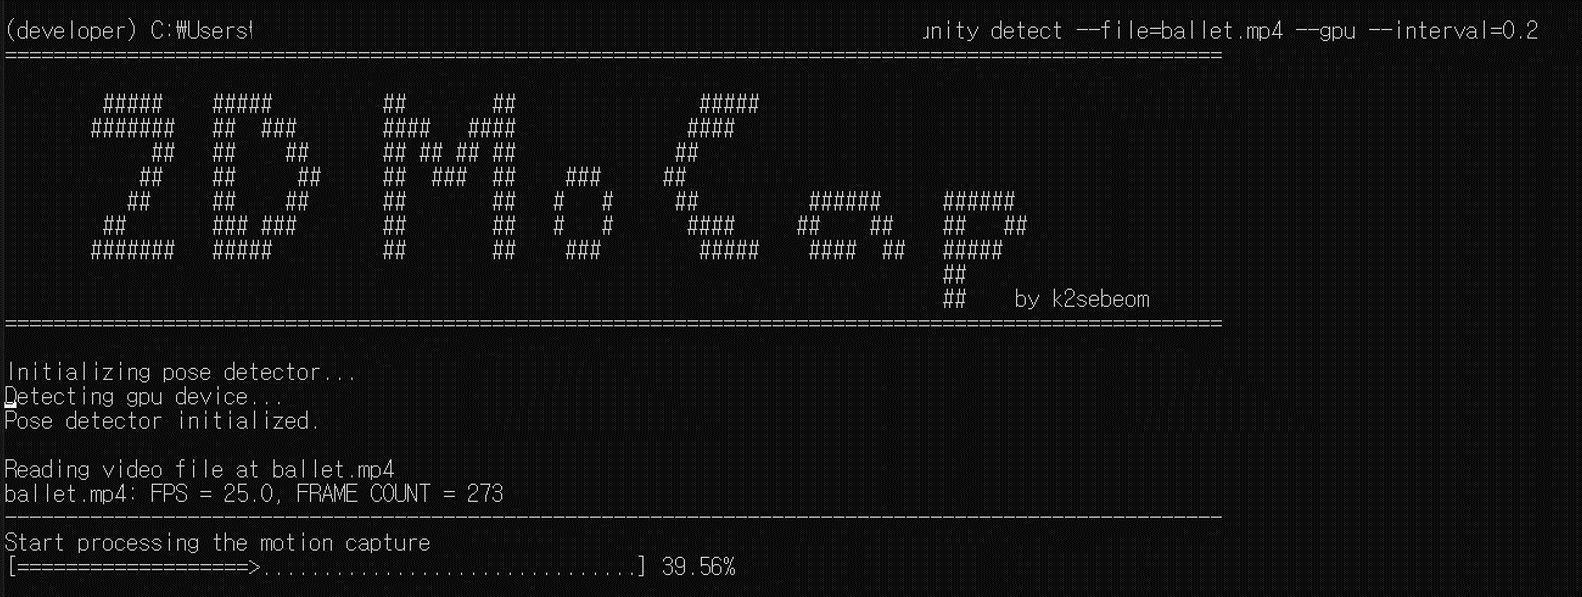 (developer) C:₩Users unity detect --file=ballet.mp4 --gpu --interval=0.2
2DMoCap
by k2sebeom
Initializing pose detector...
Detecting gpu device...
Pose detector initialized.
Reading video file at ballet.mp4
ballet.mp4: FPS = 25.0, FRAME COUNT = 273
Start processing the motion capture
[===================>...............................] 39.56%